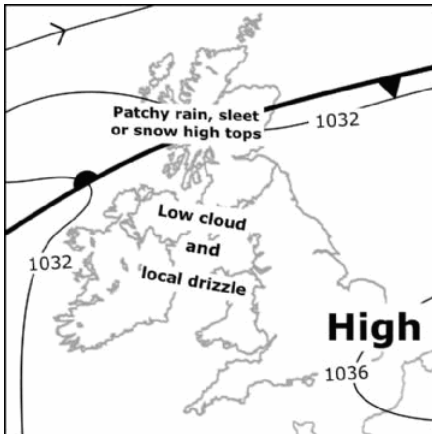 Patchy rain, sleet
or snow high tops
1032
Low cloud
and
local drizzle
1032
High
1036